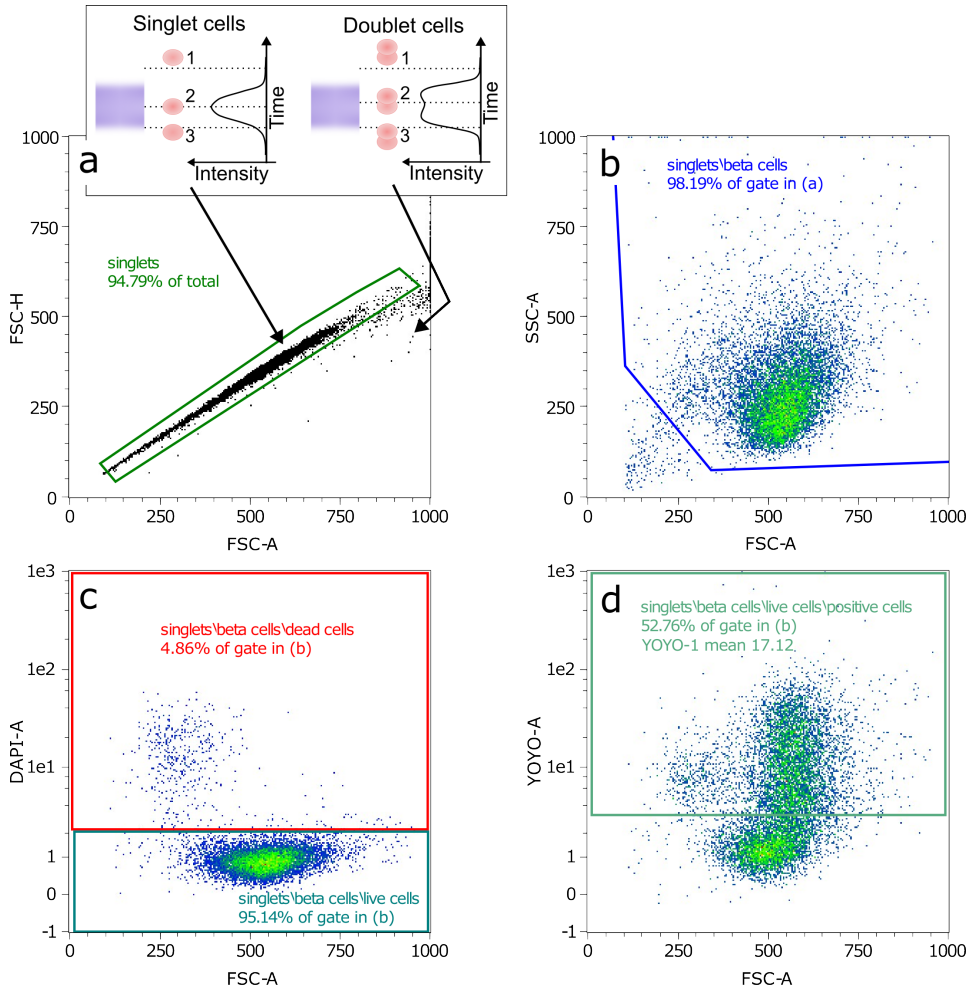 Singlet cells
Doublet cells
1
2
3
Time
Intensity
1
2
3
Time
Intensity
a
1000
750
500
250
0
FSC-H
singlets
94.79% of total
0
250
500
750
1000
FSC-A
b
1000
750
500
250
0
SSC-A
singlets\beta cells
98.19% of gate in (a)
0
250
500
750
1000
FSC-A
c
1e3
1e2
1e1
1
0
-1
DAPI-A
singlets\beta cells\dead cells
4.86% of gate in (b)
singlets\beta cells\live cells
95.14% of gate in (b)
0
250
500
750
1000
FSC-A
d
1e3
1e2
1e1
1
0
-1
YOYO-A
singlets\beta cells\live cells\positive cells
52.76% of gate in (b)
YOYO-1 mean 17.12
0
250
500
750
1000
FSC-A